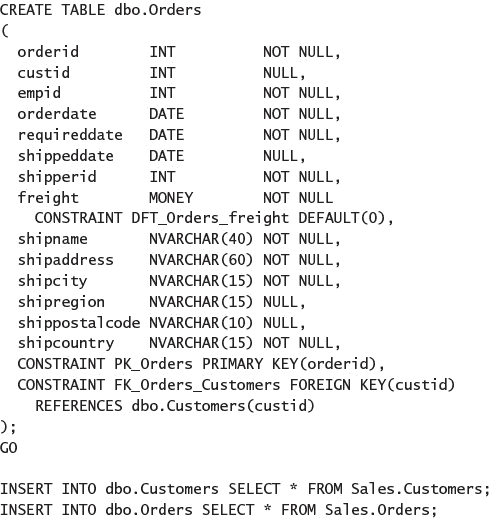 CREATE TABLE dbo.Orders
(
  orderid        INT          NOT NULL,
  custid         INT          NULL,
  empid          INT          NOT NULL,
  orderdate      DATE         NOT NULL,
  requireddate   DATE         NOT NULL,
  shippeddate    DATE         NULL,
  shipperid      INT          NOT NULL,
  freight        MONEY        NOT NULL
    CONSTRAINT DFT_Orders_freight DEFAULT(0),
  shipname       NVARCHAR(40) NOT NULL,
  shipaddress    NVARCHAR(60) NOT NULL,
  shipcity       NVARCHAR(15) NOT NULL,
  shipregion     NVARCHAR(15) NULL,
  shippostalcode NVARCHAR(10) NULL,
  shipcountry    NVARCHAR(15) NOT NULL,
  CONSTRAINT PK_Orders PRIMARY KEY(orderid),
  CONSTRAINT FK_Orders_Customers FOREIGN KEY(custid)
    REFERENCES dbo.Customers(custid)
);
GO

INSERT INTO dbo.Customers SELECT * FROM Sales.Customers;
INSERT INTO dbo.Orders SELECT * FROM Sales.Orders;